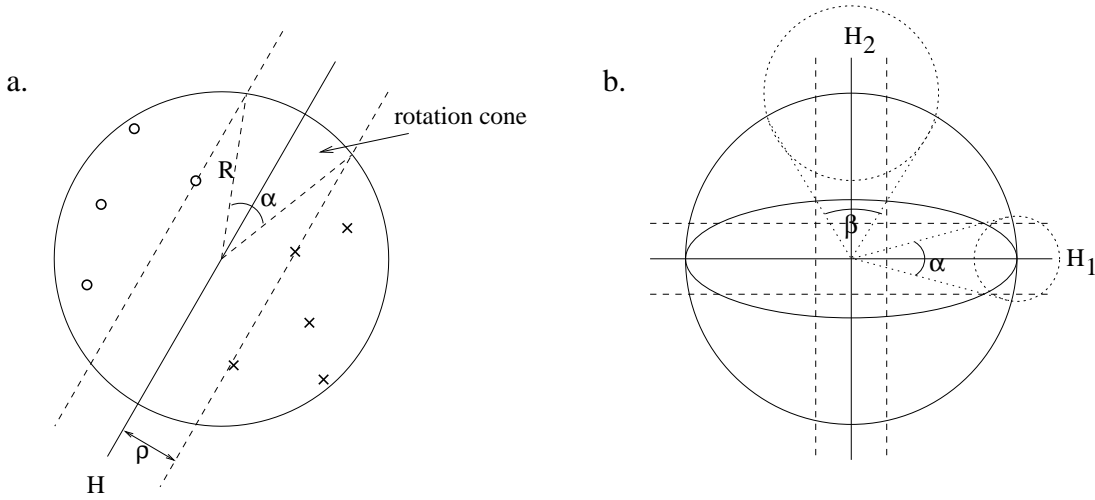 a.
R
α
rotation cone
ρ
H
b.
H2
β
α
H1